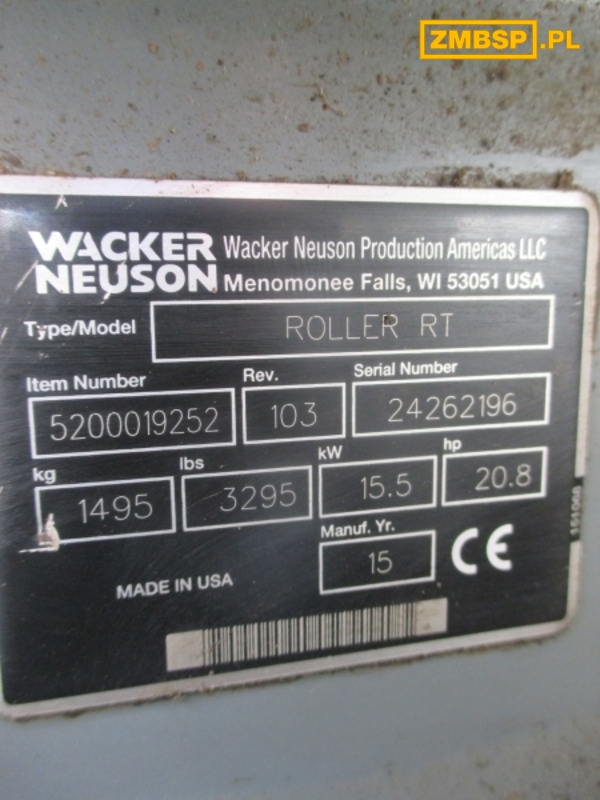 ZMBSP.PL
WACKER NEUSON
Wacker Neuson Production Americas LLC
Menomonee Falls, WI 53051 USA
Type/Model ROLLER RT
Item Number Rev. Serial Number
5200019252 103 24262196
kg lbs kW hp
1495 3295 15.5 20.8
Manuf. Yr.
15
CE
MADE IN USA
151068